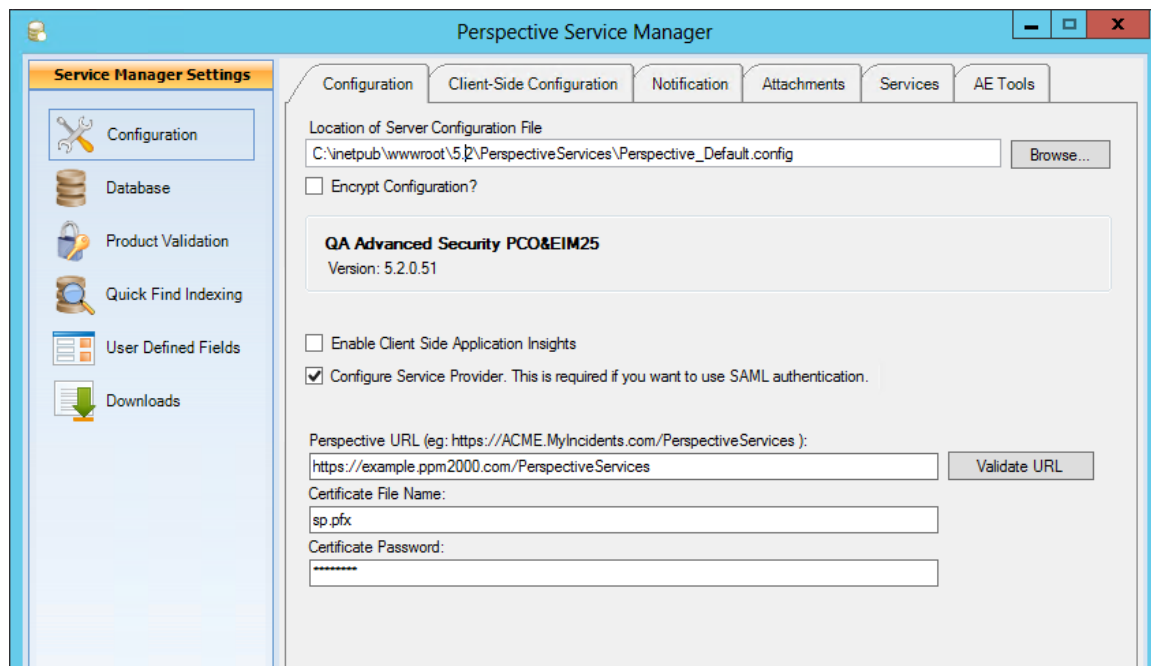 Perspective Service Manager
x
Service Manager Settings
Configuration
Database
Product Validation
Quick Find Indexing
User Defined Fields
Downloads
Configuration
Client-Side Configuration
Notification
Attachments
Services
AE Tools
Location of Server Configuration File
C:\inetpub\wwwroot\5.2\PerspectiveServices\Perspective_Default.config
Browse...
Encrypt Configuration?
QA Advanced Security PCO&EIM25
Version: 5.2.0.51
Enable Client Side Application Insights
Configure Service Provider. This is required if you want to use SAML authentication.
Perspective URL (eg: https://ACME.MyIncidents.com/PerspectiveServices ):
https://example.ppm2000.com/PerspectiveServices
Validate URL
Certificate File Name:
sp.pfx
Certificate Password:
********